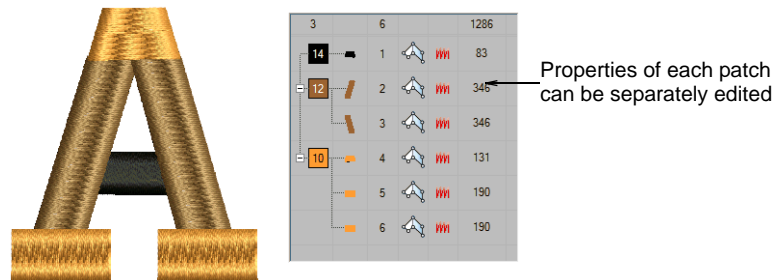 3 6 1286
14 1 83
12 2 346
3 346
10 4 131
5 190
6 190
Properties of each patch
can be separately edited
A